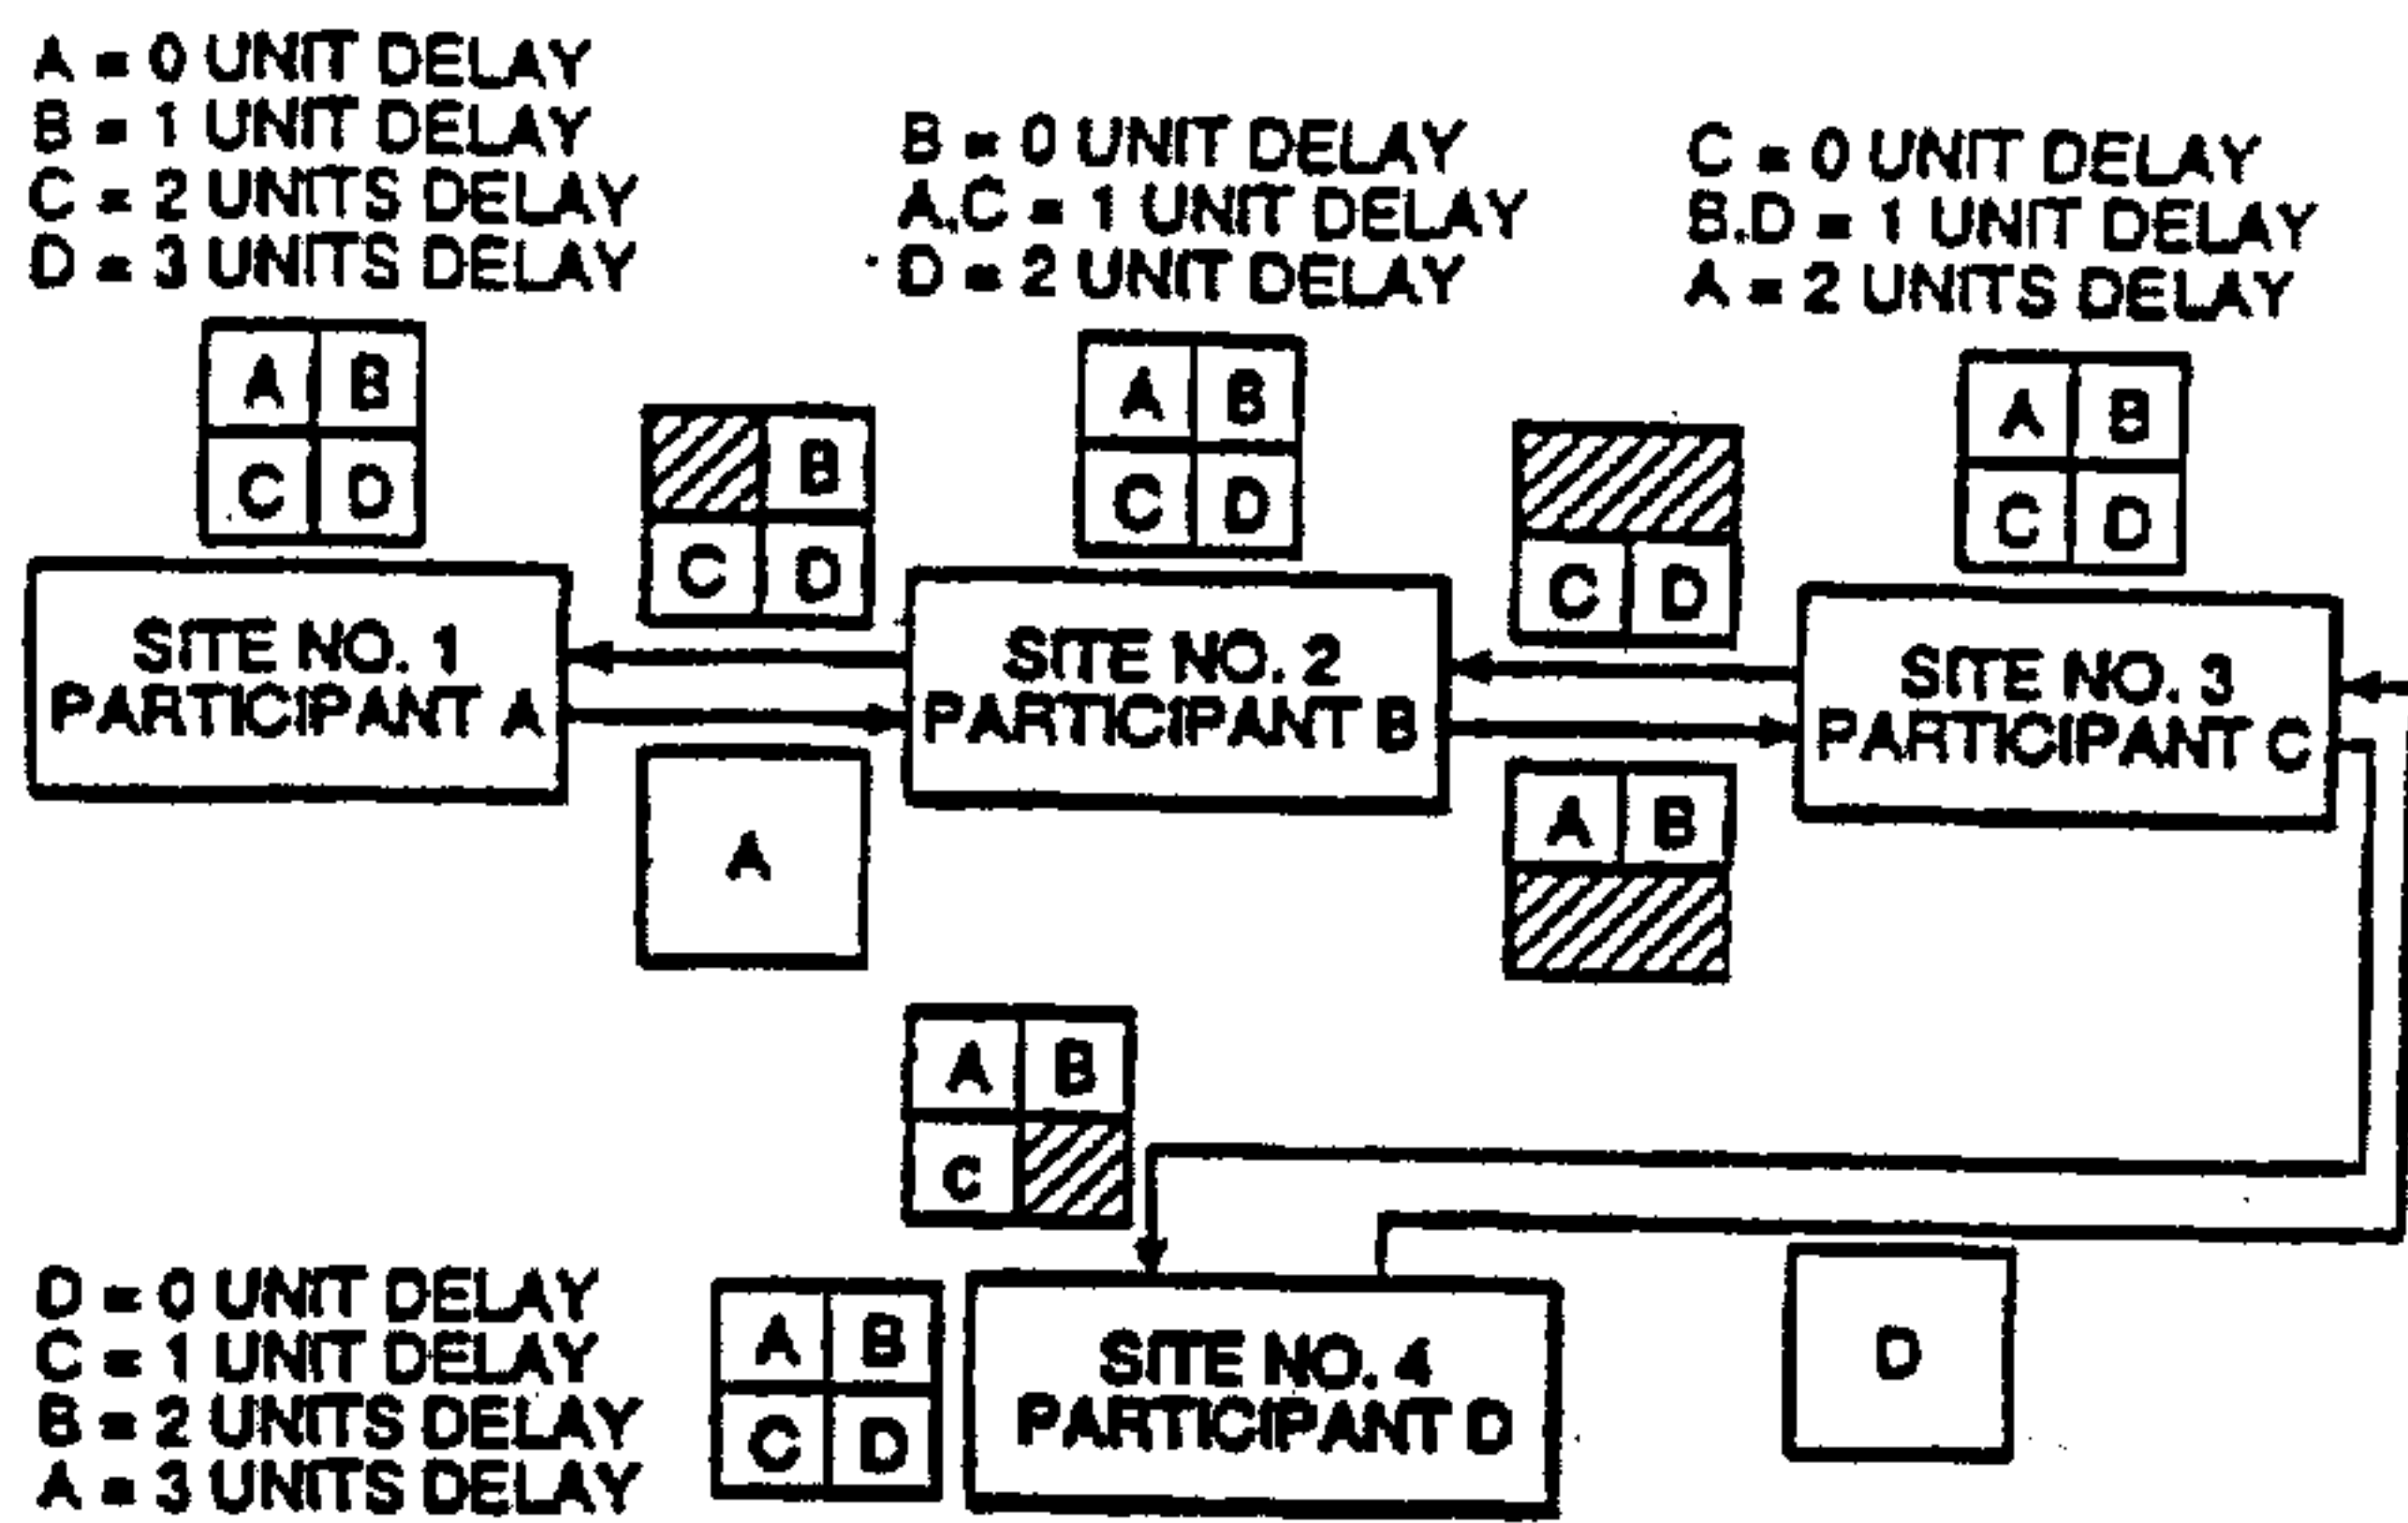 A = 0 UNIT DELAY
B = 1 UNIT DELAY
C = 2 UNITS DELAY
D = 3 UNITS DELAY
B = 0 UNIT DELAY
A.C = 1 UNIT DELAY
D = 2 UNIT DELAY
C = 0 UNIT DELAY
B.D = 1 UNIT DELAY
A = 2 UNITS DELAY
A B
C D
B
C D
A B
C D
C D
A B
C D
SITE NO. 1
PARTICIPANT A
SITE NO. 2
PARTICIPANT B
SITE NO. 3
PARTICIPANT C
A
A B
A B
C
D = 0 UNIT DELAY
C = 1 UNIT DELAY
B = 2 UNITS DELAY
A = 3 UNITS DELAY
A B
C D
SITE NO. 4
PARTICIPANT D
D